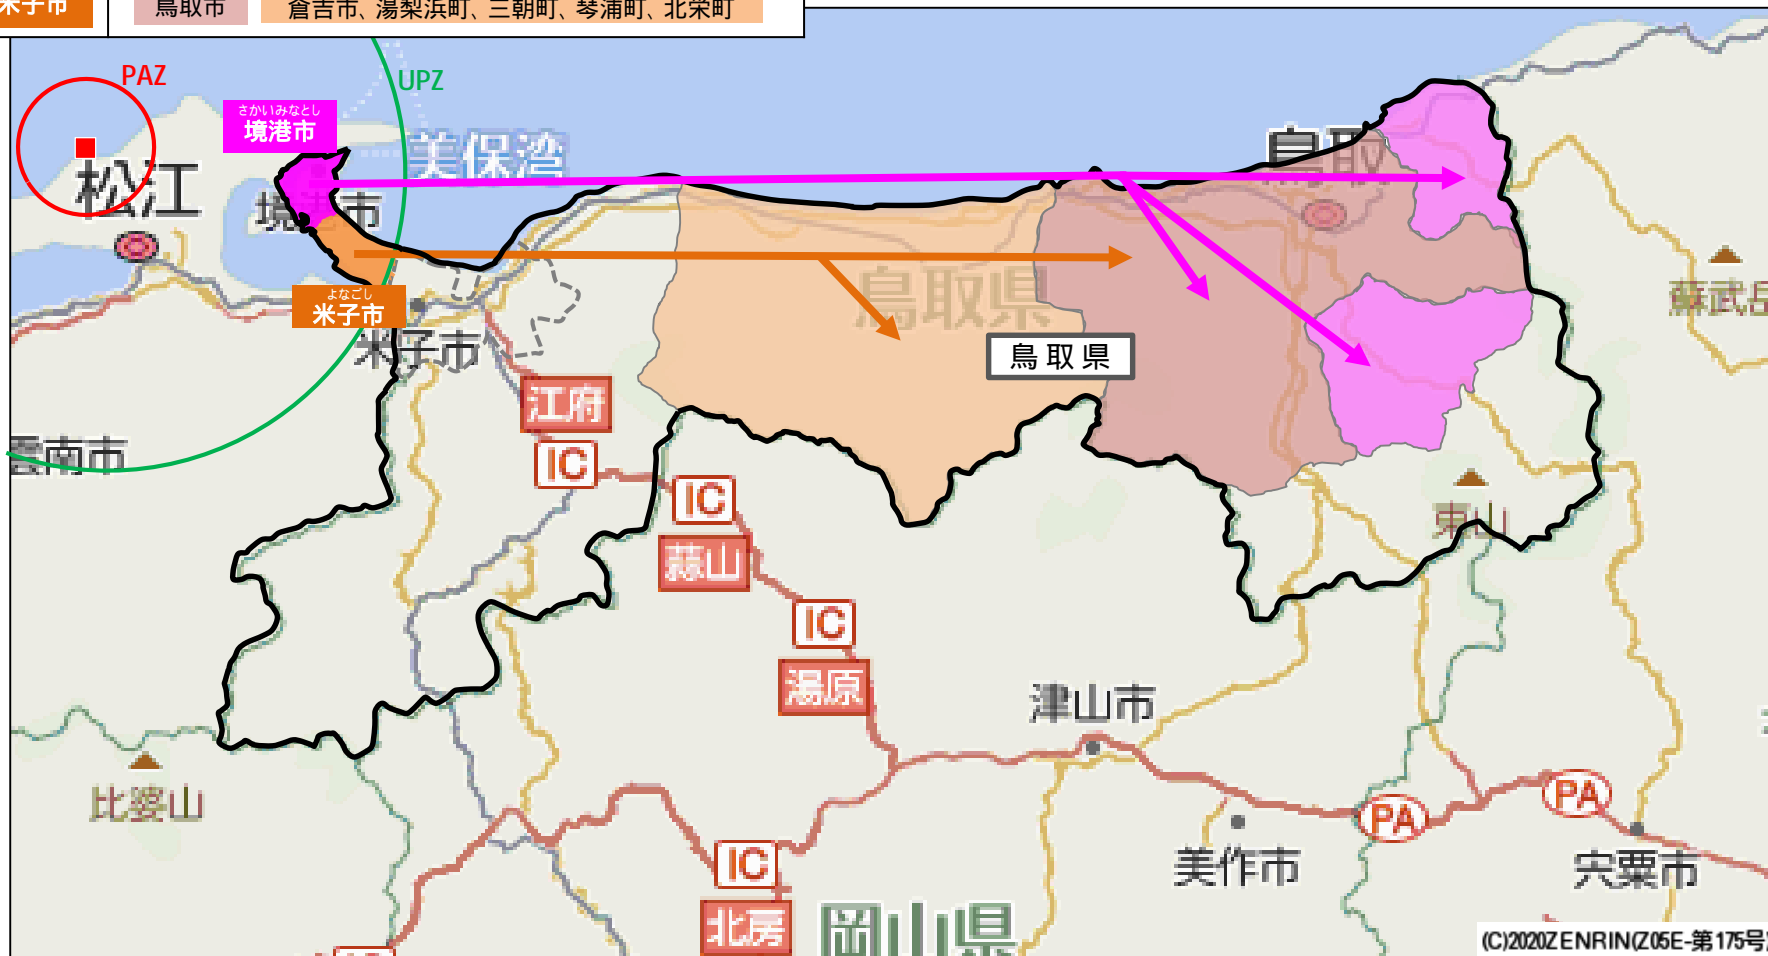 米子市
鳥取市
倉吉市、湯梨浜町、三朝町、琴浦町、北栄町
PAZ
UPZ
さかいみなとし
境港市
美保湾
鳥取
松江
境港市
鳥取県
蘇武岳
よなごし
米子市
米子市
鳥取県
江府
IC
雲南市
IC
蒜山
東山
IC
湯原
津山市
比婆山
PA
PA
美作市
宍粟市
IC
北房
岡山県
(C)2020ZENRIN(Z05E-第175号)